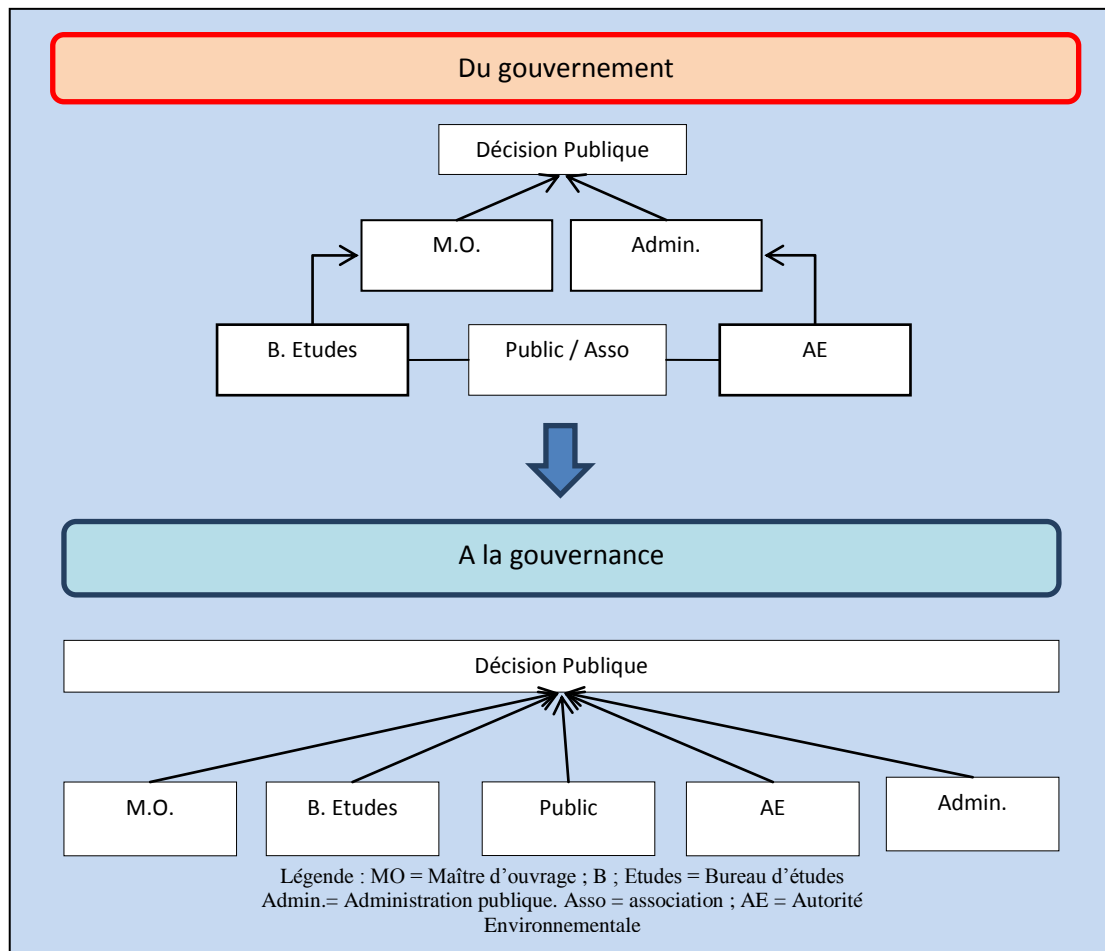 Du gouvernement
Décision Publique
M.O.
Admin.
B. Etudes
Public / Asso
AE
A la gouvernance
Décision Publique
M.O.
B. Etudes
Public
AE
Admin.
Légende : MO = Maître d’ouvrage ; B ; Etudes = Bureau d’études
Admin.= Administration publique. Asso = association ; AE = Autorité
Environnementale